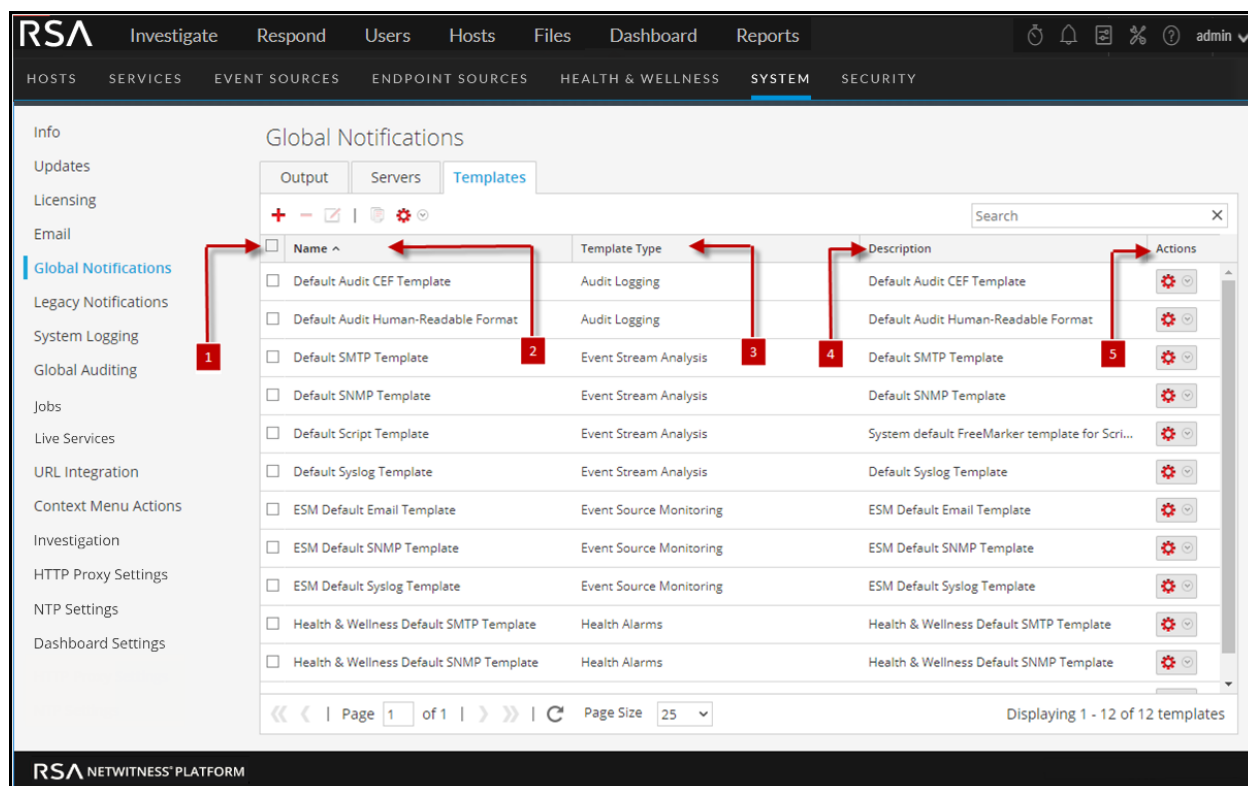 RSA Investigate Respond Users Hosts Files Dashboard Reports admin
HOSTS SERVICES EVENT SOURCES ENDPOINT SOURCES HEALTH & WELLNESS SYSTEM SECURITY
Info
Updates
Licensing
Email
Global Notifications
Legacy Notifications
System Logging
Global Auditing
Jobs
Live Services
URL Integration
Context Menu Actions
Investigation
HTTP Proxy Settings
NTP Settings
Dashboard Settings
Global Notifications
Output Servers Templates
Search
Name Template Type Description Actions
Default Audit CEF Template Audit Logging Default Audit CEF Template
Default Audit Human-Readable Format Audit Logging Default Audit Human-Readable Format
Default SMTP Template Event Stream Analysis Default SMTP Template
Default SNMP Template Event Stream Analysis Default SNMP Template
Default Script Template Event Stream Analysis System default FreeMarker template for Scri...
Default Syslog Template Event Stream Analysis Default Syslog Template
ESM Default Email Template Event Source Monitoring ESM Default Email Template
ESM Default SNMP Template Event Source Monitoring ESM Default SNMP Template
ESM Default Syslog Template Event Source Monitoring ESM Default Syslog Template
Health & Wellness Default SMTP Template Health Alarms Health & Wellness Default SMTP Template
Health & Wellness Default SNMP Template Health Alarms Health & Wellness Default SNMP Template
1 2 3 4 5
Page 1 of 1 Page Size 25 Displaying 1 - 12 of 12 templates
RSA NETWITNESS® PLATFORM